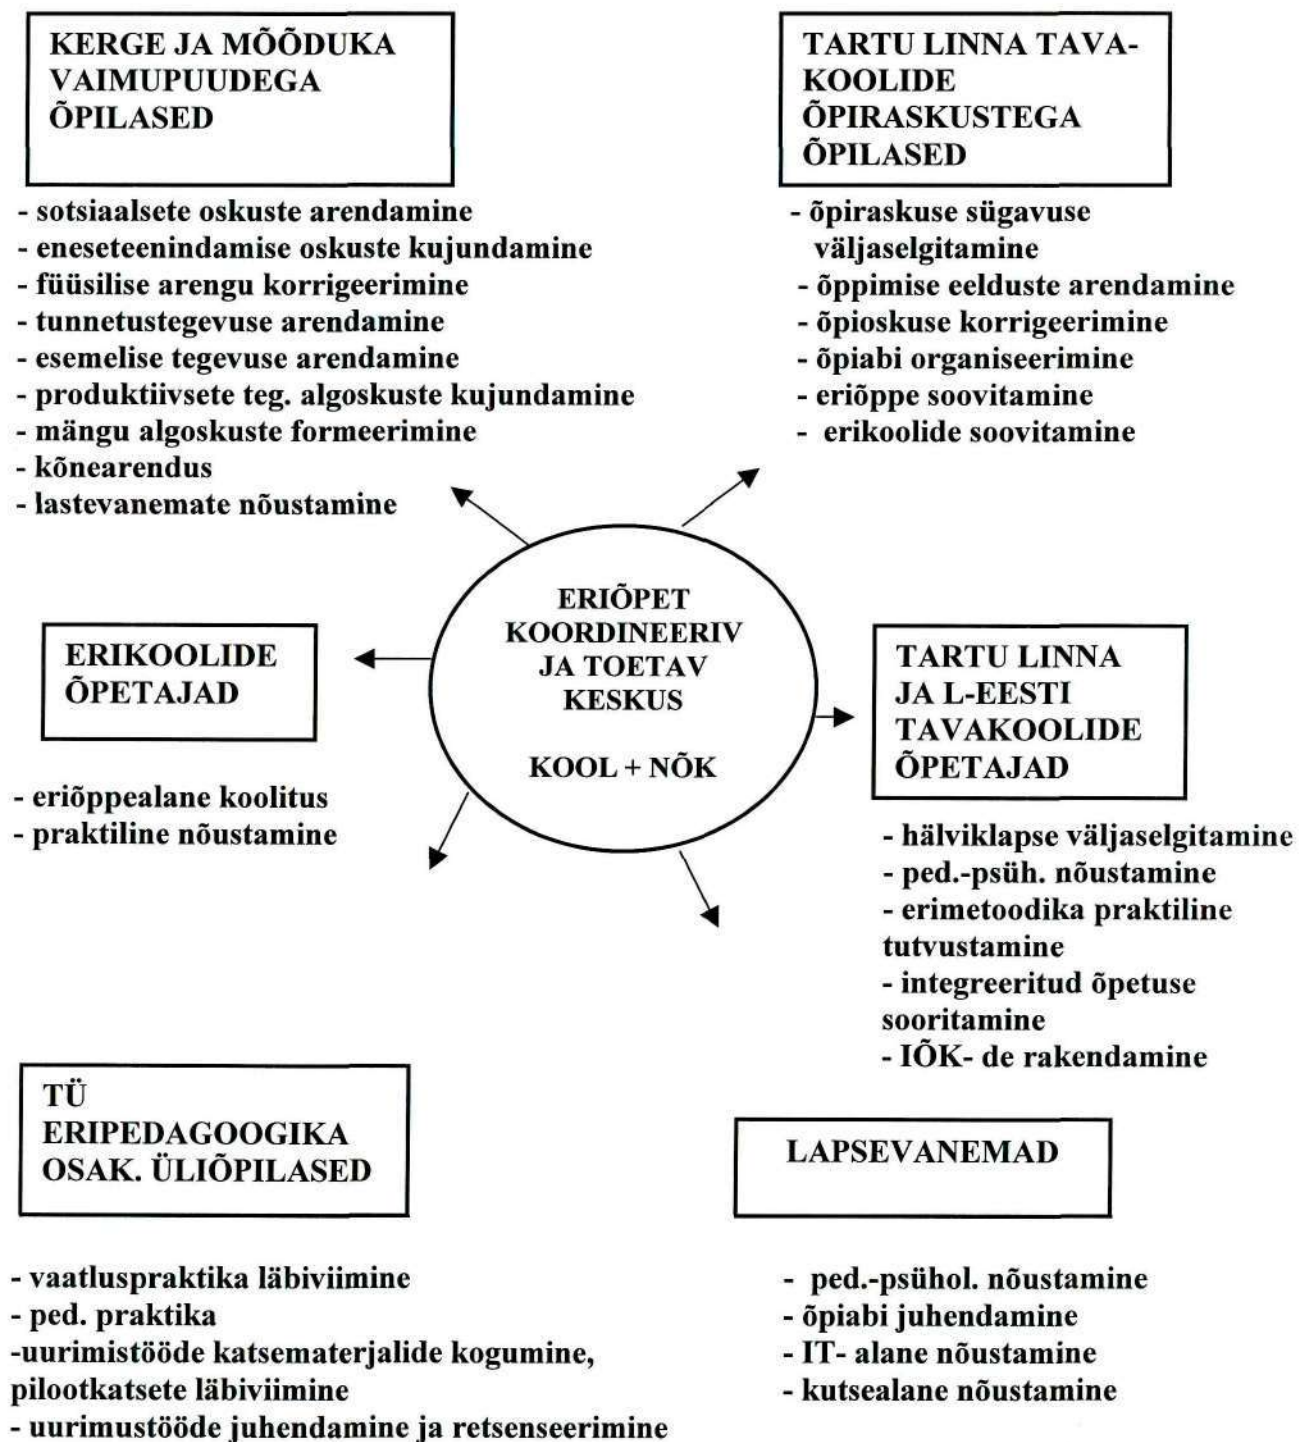 KERGE JA MÕÕDUKA
VAIMUPUUDEGA
ÕPILASED
- sotsiaalsete oskuste arendamine
- eneseteenindamise oskuste kujundamine
- füüsilise arengu korrigeerimine
- tunnetustegevuse arendamine
- esemelise tegevuse arendamine
- produktiivsete teg. algoskuste kujundamine
- mängu algoskuste formeerimine
- kõnearendus
- lastevanemate nõustamine
TARTU LINNA TAVA-
KOOLIDE
ÕPIRASKUSTEGA
ÕPILASED
- õpiraskuse sügavuse
väljaselgitamine
- õppimise eelduste arendamine
- õpioskuse korrigeerimine
- õpiabi organiseerimine
- eriõppe soovitamine
- erikoolide soovitamine
ERIÕPET
KOORDINEERIV
JA TOETAV
KESKUS
KOOL + NÕK
ERIKOOLIDE
ÕPETAJAD
- eriõppealane koolitus
- praktiline nõustamine
TARTU LINNA
JA L-EESTI
TAVAKOOLIDE
ÕPETAJAD
- hälviklapse väljaselgitamine
- ped.-psüh. nõustamine
- erimetoodika praktiline
tutvustamine
- integreeritud õpetuse
sooritamine
- IÕK- de rakendamine
TÜ
ERIPEDAGOOGIKA
OSAK. ÜLIÕPILASED
- vaatluspraktika läbiviimine
- ped. praktika
-uurimistööde katsematerjalide kogumine,
pilootkatsete läbiviimine
- uurimustööde juhendamine ja retsenseerimine
LAPSEVANEMAD
- ped.-psühol. nõustamine
- õpiabi juhendamine
- IT- alane nõustamine
- kutsealane nõustamine